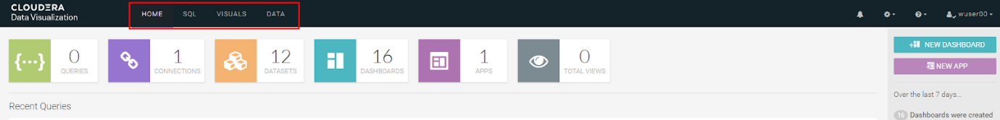 CLOUDERA
Data Visualization
HOME SQL VISUALS DATA
wuser00
{···} 0 QUERIES
1 CONNECTIONS
12 DATASETS
16 DASHBOARDS
1 APPS
0 TOTAL VIEWS
NEW DASHBOARD
NEW APP
Recent Queries
Over the last 7 days...
16 Dashboards were created